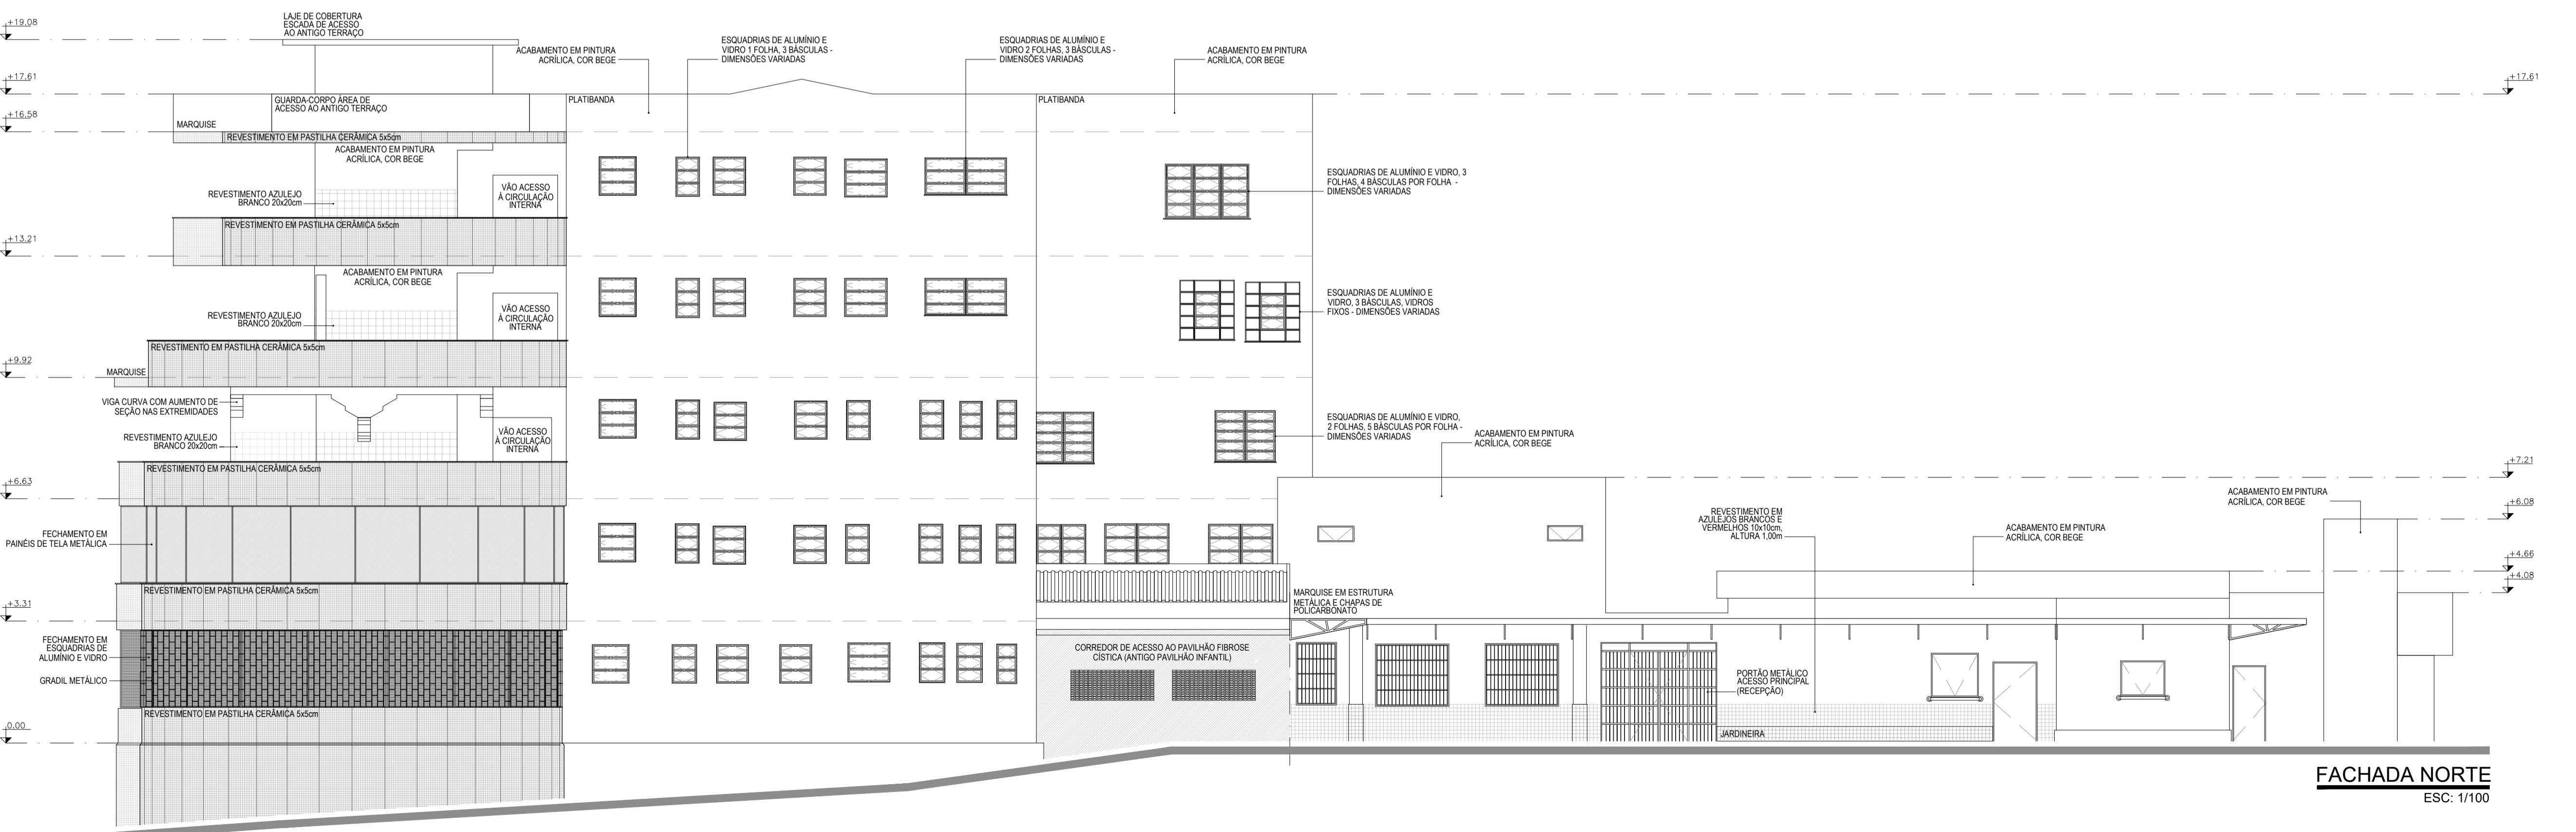 +19.08
LAJE DE COBERTURA
ESCADA DE ACESSO
AO ANTIGO TERRAÇO
ACABAMENTO EM PINTURA
ACRÍLICA, COR BEGE
ESQUADRIAS DE ALUMÍNIO E
VIDRO 1 FOLHA, 3 BÁSCULAS -
DIMENSÕES VARIADAS
ESQUADRIAS DE ALUMÍNIO E
VIDRO 2 FOLHAS, 3 BÁSCULAS -
DIMENSÕES VARIADAS
ACABAMENTO EM PINTURA
ACRÍLICA, COR BEGE
+17.61
+17.61
GUARDA-CORPO ÁREA DE
ACESSO AO ANTIGO TERRAÇO
PLATIBANDA
PLATIBANDA
+16.58
MARQUISE
REVESTIMENTO EM PASTILHA CERÂMICA 5x5cm
ACABAMENTO EM PINTURA
ACRÍLICA, COR BEGE
REVESTIMENTO AZULEJO
BRANCO 20x20cm
VÃO ACESSO
À CIRCULAÇÃO
INTERNA
ESQUADRIAS DE ALUMÍNIO E VIDRO, 3
FOLHAS, 4 BÁSCULAS POR FOLHA -
DIMENSÕES VARIADAS
REVESTIMENTO EM PASTILHA CERÂMICA 5x5cm
+13.21
ACABAMENTO EM PINTURA
ACRÍLICA, COR BEGE
REVESTIMENTO AZULEJO
BRANCO 20x20cm
VÃO ACESSO
À CIRCULAÇÃO
INTERNA
ESQUADRIAS DE ALUMÍNIO E
VIDRO, 3 BÁSCULAS, VIDROS
FIXOS - DIMENSÕES VARIADAS
REVESTIMENTO EM PASTILHA CERÂMICA 5x5cm
+9.92
MARQUISE
VIGA CURVA COM AUMENTO DE
SEÇÃO NAS EXTREMIDADES
REVESTIMENTO AZULEJO
BRANCO 20x20cm
VÃO ACESSO
À CIRCULAÇÃO
INTERNA
ESQUADRIAS DE ALUMÍNIO E VIDRO,
2 FOLHAS, 5 BÁSCULAS POR FOLHA -
DIMENSÕES VARIADAS
ACABAMENTO EM PINTURA
ACRÍLICA, COR BEGE
+7.21
REVESTIMENTO EM PASTILHA CERÂMICA 5x5cm
+6.63
ACABAMENTO EM PINTURA
ACRÍLICA, COR BEGE
+6.08
FECHAMENTO EM
PAINÉIS DE TELA METÁLICA
REVESTIMENTO EM
AZULEJOS BRANCOS E
VERMELHOS 10x10cm,
ALTURA 1,00m
ACABAMENTO EM PINTURA
ACRÍLICA, COR BEGE
+4.66
+4.08
REVESTIMENTO EM PASTILHA CERÂMICA 5x5cm
MARQUISE EM ESTRUTURA
METÁLICA E CHAPAS DE
POLICARBONATO
+3.31
FECHAMENTO EM
ESQUADRIAS DE
ALUMÍNIO E VIDRO
GRADIL METÁLICO
CORREDOR DE ACESSO AO PAVILHÃO FIBROSE
CÍSTICA (ANTIGO PAVILHÃO INFANTIL)
PORTÃO METÁLICO
ACESSO PRINCIPAL
(RECEPÇÃO)
REVESTIMENTO EM PASTILHA CERÂMICA 5x5cm
0.00
JARDINEIRA
FACHADA NORTE
ESC: 1/100